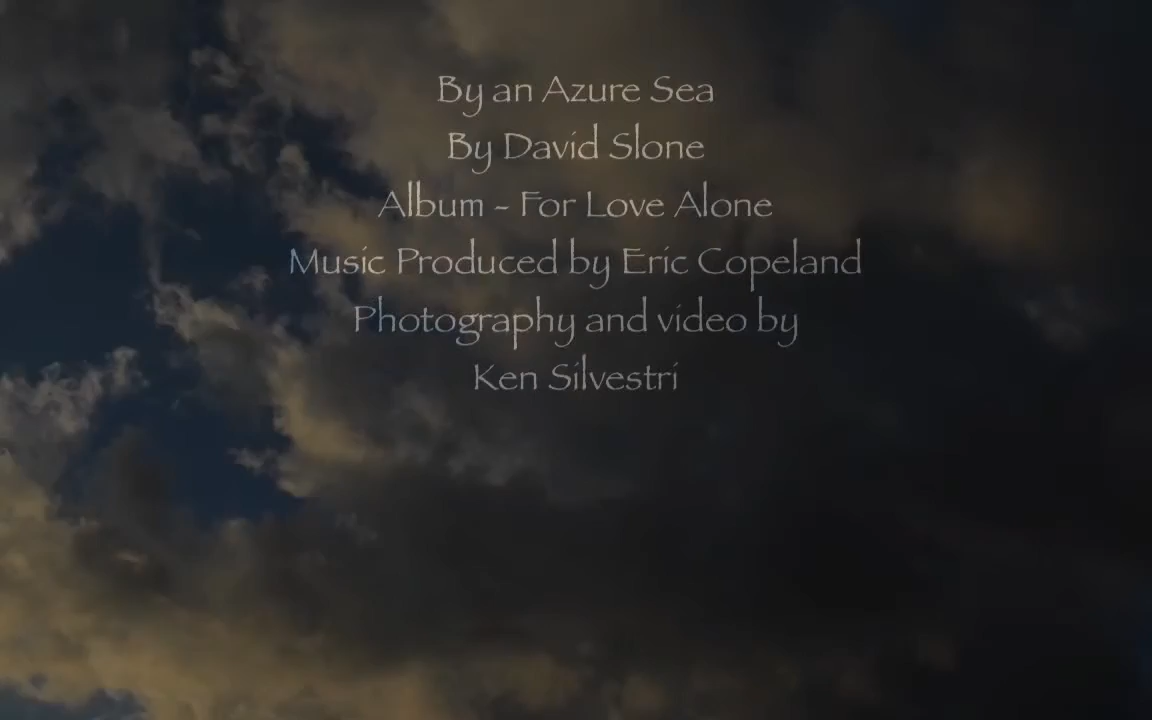 By an Azure Sea
By David Slone
Album - For Love Alone
Music Produced by Eric Copeland
Photography and video by
Ken Silvestri